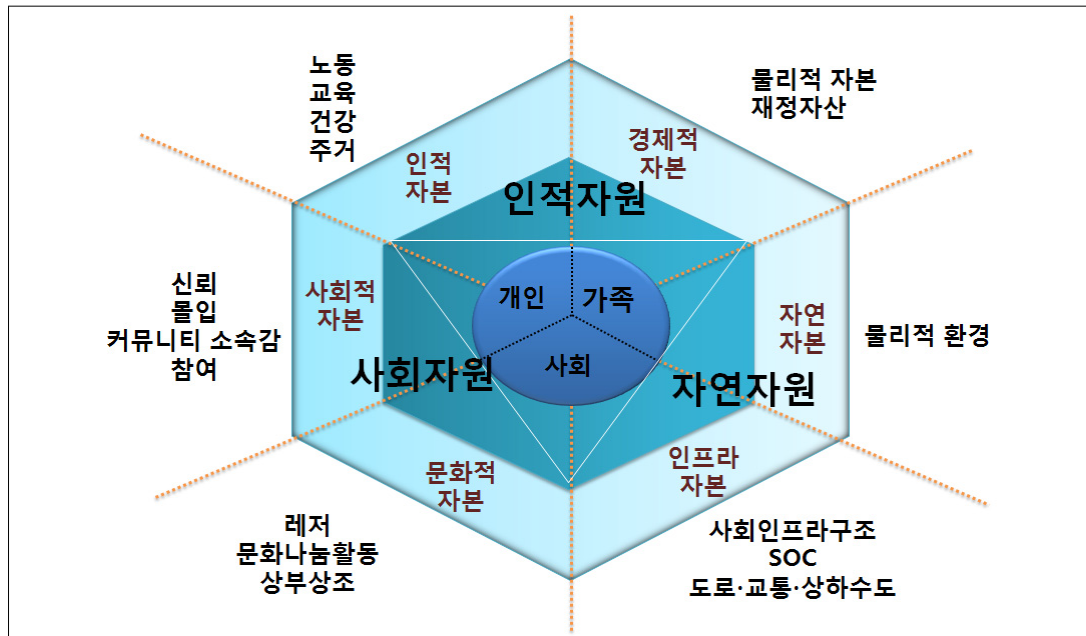 노동
교육
건강
주거
물리적 자본
재정자산
인적
자본
경제적
자본
인적자원
신뢰
몰입
커뮤니티 소속감
참여
사회적
자본
개인
가족
사회
자연
자본
물리적 환경
사회자원
자연자원
문화적
자본
인프라
자본
레저
문화나눔활동
상부상조
사회인프라구조
SOC
도로·교통·상하수도